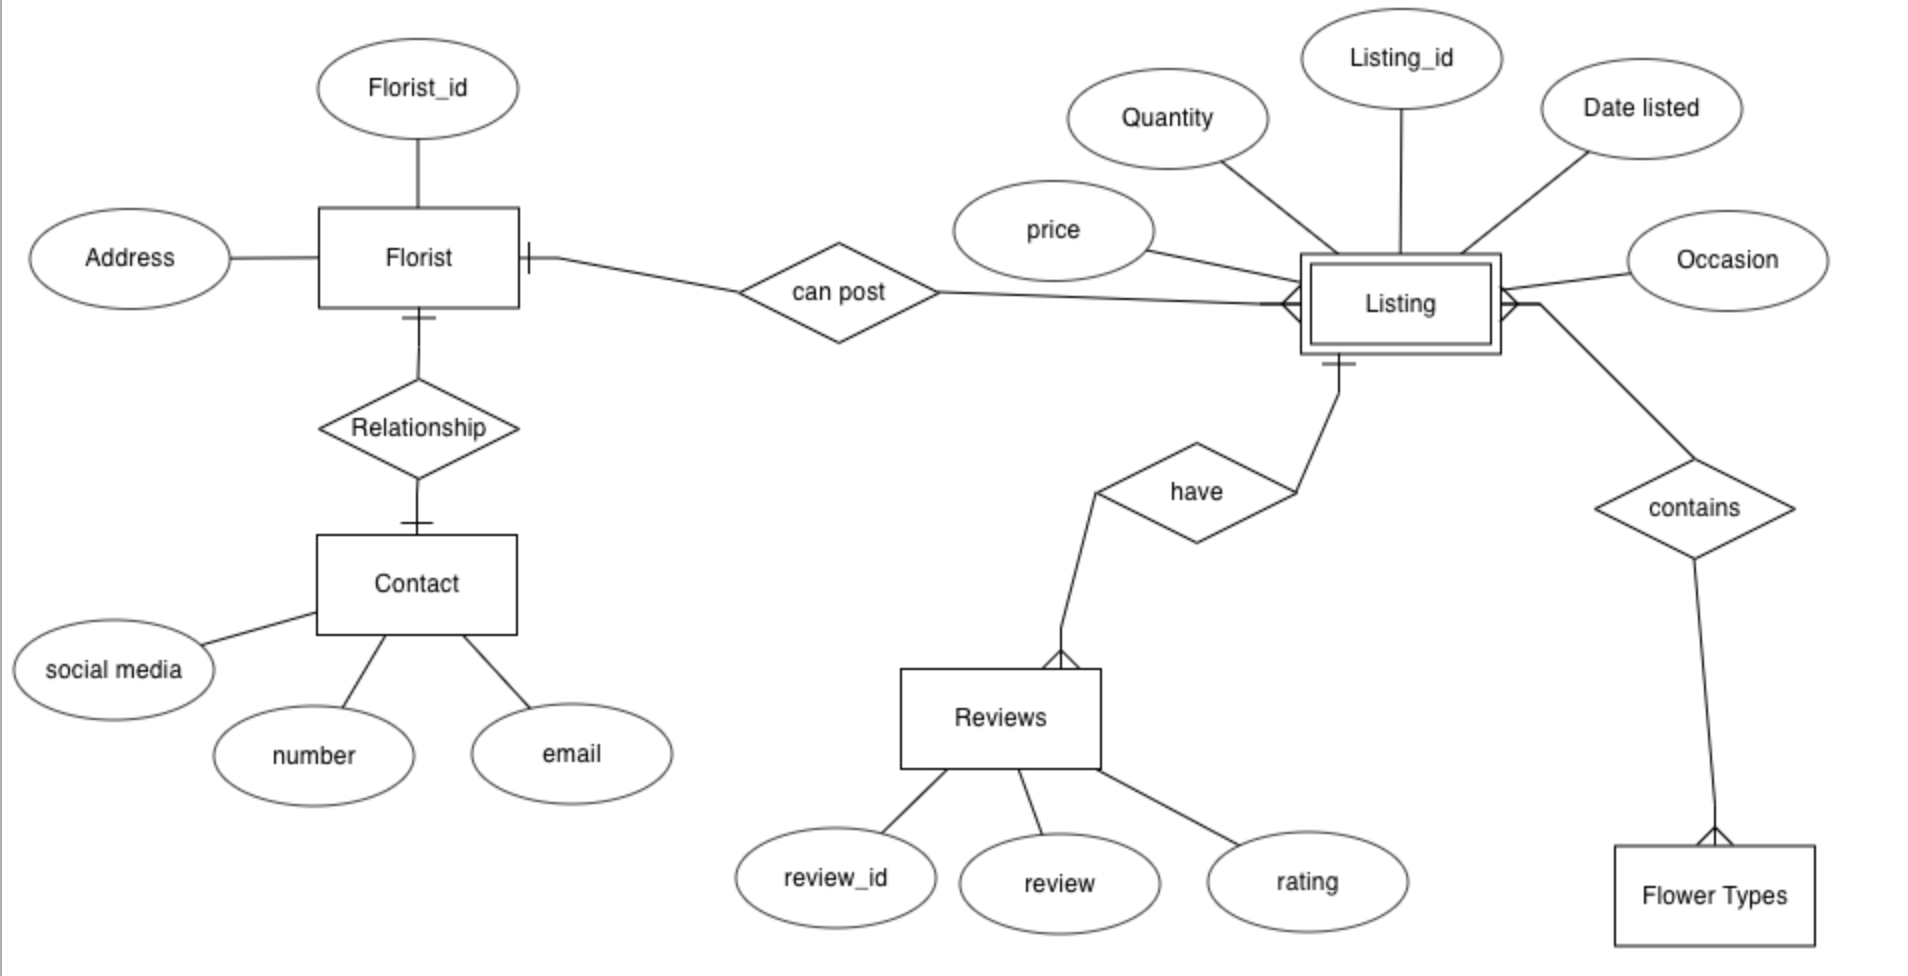 Listing_id
Florist_id
Quantity
Date listed
price
Address
Florist
Occasion
can post
Listing
Relationship
have
contains
Contact
social media
Reviews
number
email
review_id
review
rating
Flower Types